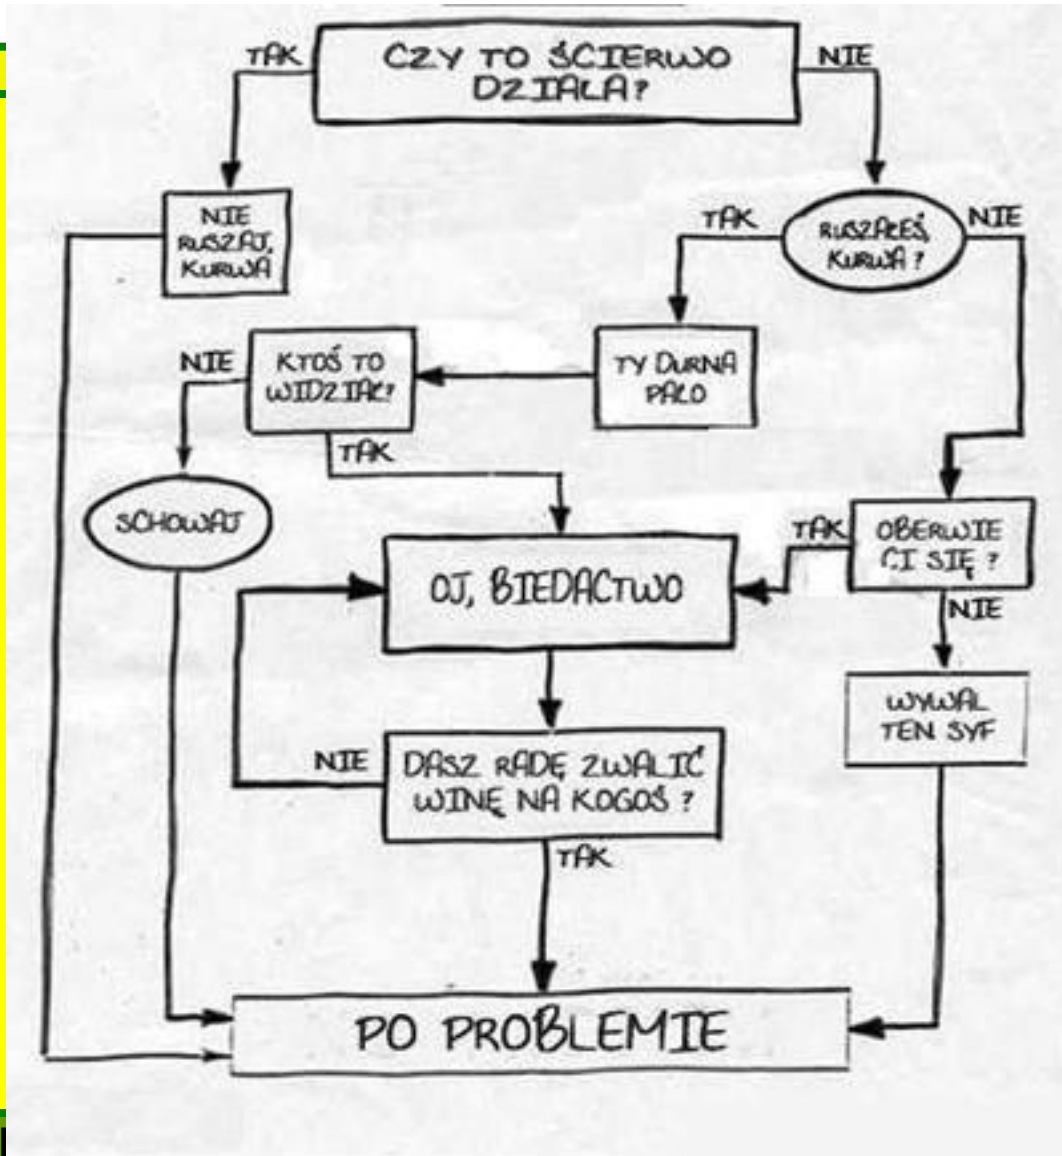 TAK
CZY TO ŚCIERWO
DZIAŁA?
NIE
NIE
RUSZAJ,
KURWA
TAK
RUSZAŁEŚ,
KURWA?
NIE
NIE
KTOŚ TO
WIDZIAŁ?
TAK
TY DURNA
PAŁO
SCHOWAJ
OJ, BIEDACTWO
TAK
OBERWIE
CI SIĘ?
NIE
WYWAL
TEN SYF
NIE
DASZ RADĘ ZWALIĆ
WINĘ NA KOGOŚ?
TAK
PO PROBLEMIE